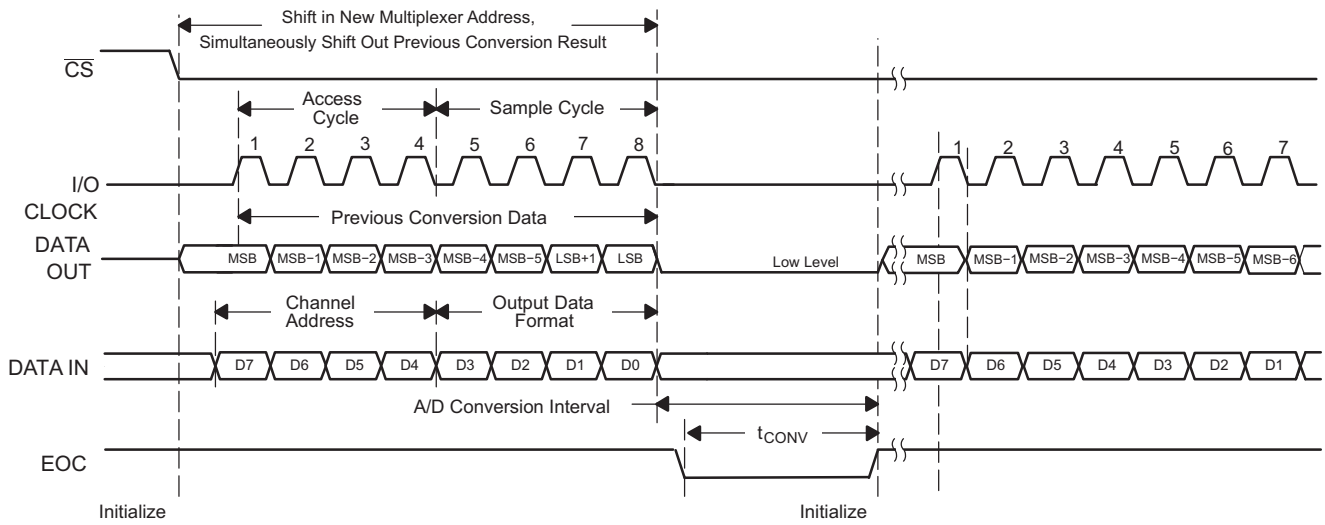 Shift in New Multiplexer Address,
Simultaneously Shift Out Previous Conversion Result
CS
Access
Cycle
Sample Cycle
1 2 3 4 5 6 7 8 1 2 3 4 5 6 7
I/O
CLOCK
Previous Conversion Data
DATA
OUT
MSB MSB−1 MSB−2 MSB−3 MSB−4 MSB−5 LSB+1 LSB Low Level MSB MSB−1 MSB−2 MSB−3 MSB−4 MSB−5 MSB−6
Channel
Address
Output Data
Format
DATA IN D7 D6 D5 D4 D3 D2 D1 D0 D7 D6 D5 D4 D3 D2 D1
A/D Conversion Interval
tCONV
EOC
Initialize Initialize